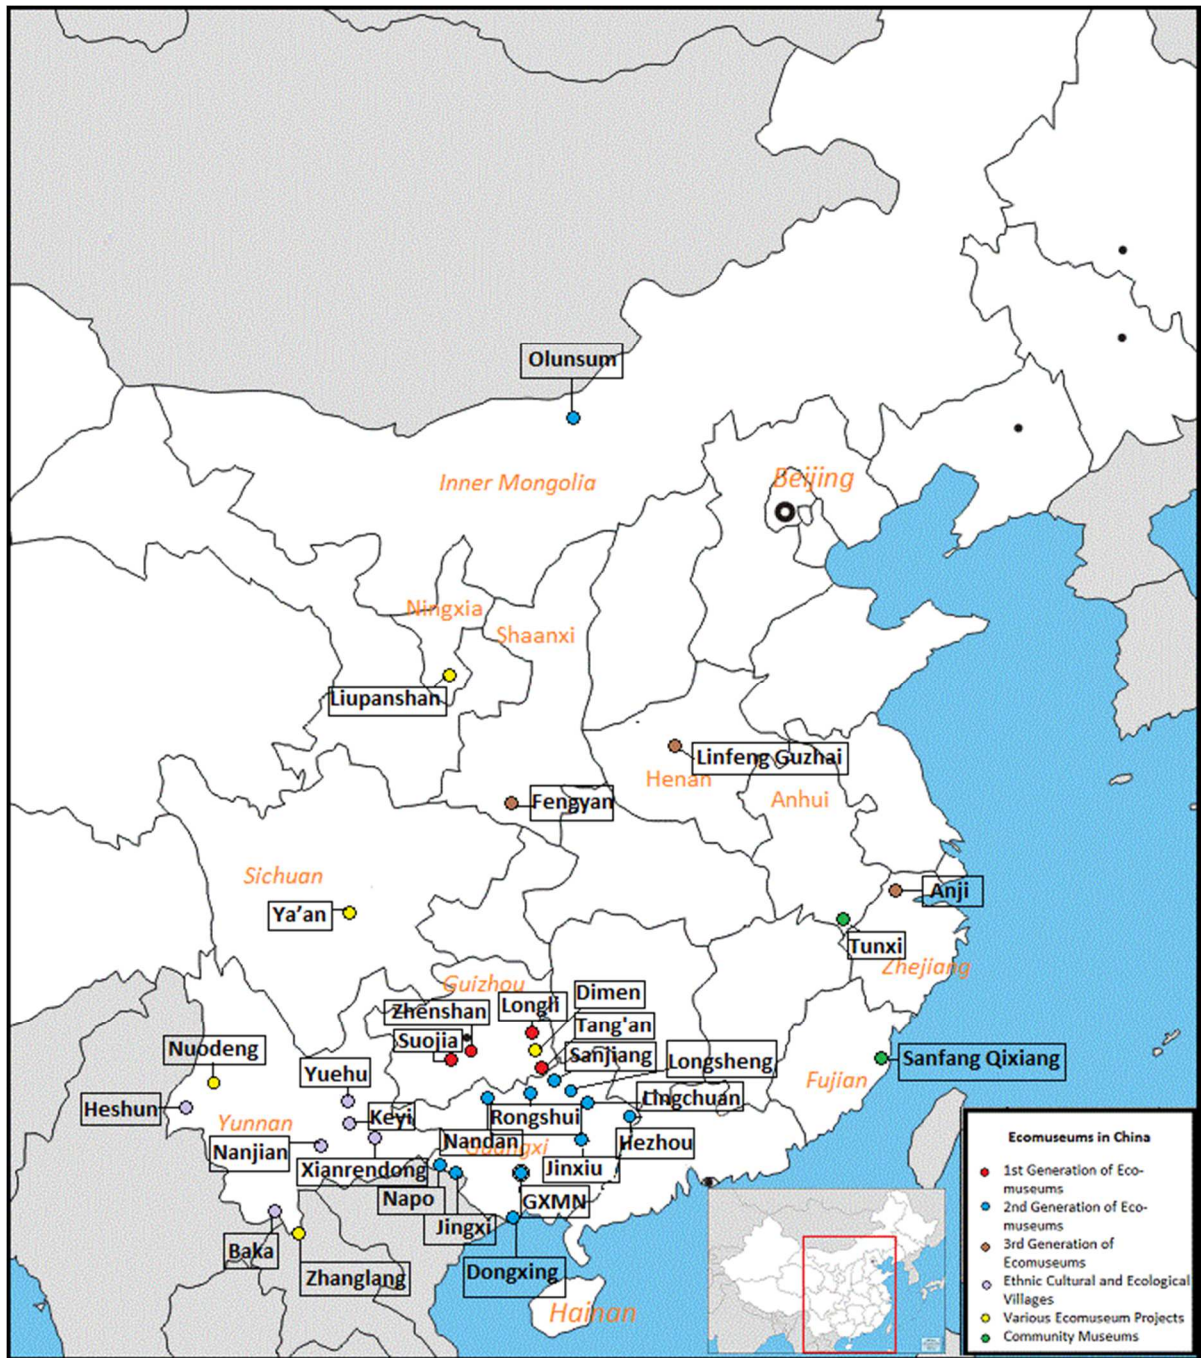 Olunsum
Inner Mongolia
Beijing
Ningxia
Shaanxi
Liupanshan
Linfeng Guzhai
Henan
Fengyan
Anhui
Sichuan
Anji
Ya'an
Tunxi
Zhejiang
Guizhou
Dimen
Longli
Zhenshan
Tang'an
Suojia
Nuodeng
Sanjiang
Longsheng
Sanfang Qixiang
Yuehu
Fujian
Heshun
Lingchuan
Keyi
Rongshui
Yunnan
Nandan
Hezhou
Guangxi
Nanjian
Xianrendong
Jinxiu
Napo
GXMN
Jingxi
Baka
Zhanglang
Dongxing
Hainan
Ecomuseums in China
1st Generation of Eco-
museums
2nd Generation of Eco-
museums
3rd Generation of
Ecomuseums
Ethnic Cultural and Ecological
Villages
Various Ecomuseum Projects
Community Museums